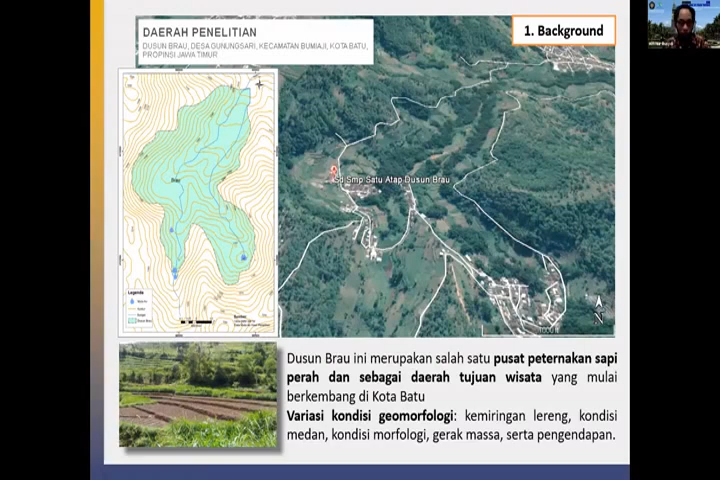 DAERAH PENELITIAN
DUSUN BRAU, DESA GUNUNGSARI, KECAMATAN BUMIAJI, KOTA BATU,
PROPINSI JAWA TIMUR
1. Background
Sd Smp Satu Atap Dusun Brau
Brau
Legenda
1000 ft
N
Dusun Brau ini merupakan salah satu pusat peternakan sapi
perah dan sebagai daerah tujuan wisata yang mulai
berkembang di Kota Batu
Variasi kondisi geomorfologi: kemiringan lereng, kondisi
medan, kondisi morfologi, gerak massa, serta pengendapan.